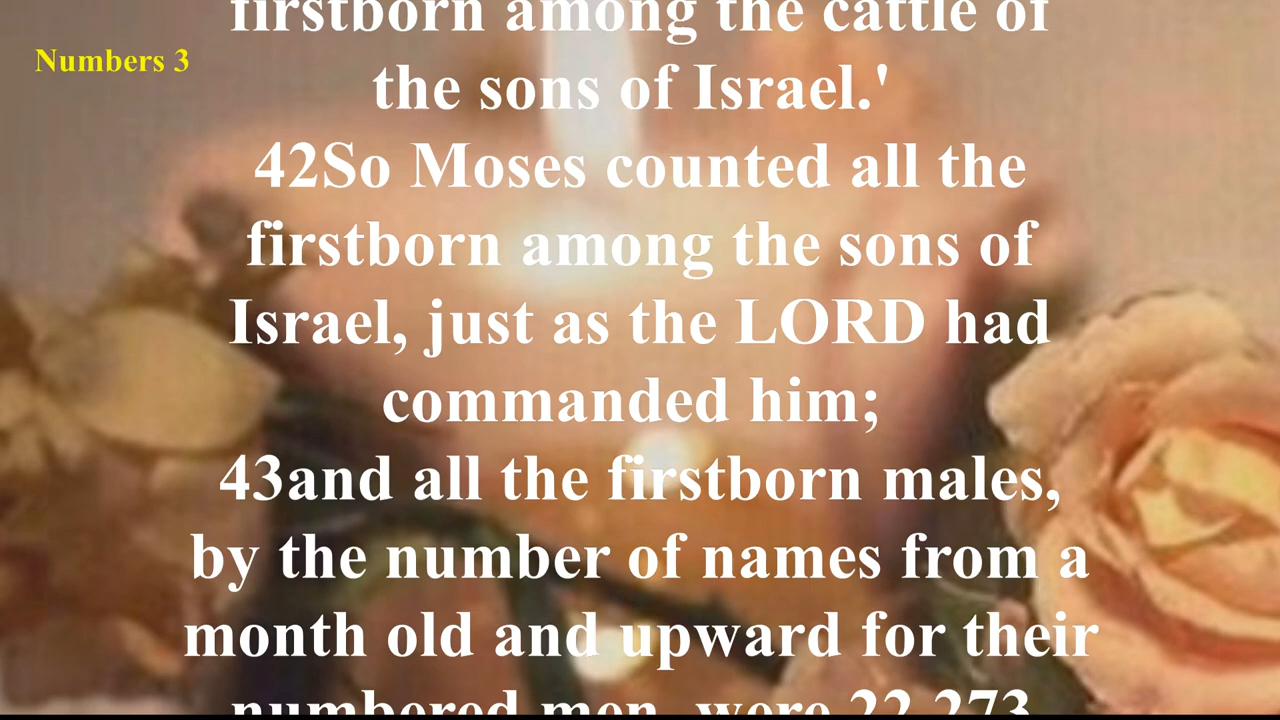 firstborn among the cattle of
Numbers 3
the sons of Israel.'
42So Moses counted all the
firstborn among the sons of
Israel, just as the LORD had
commanded him;
43and all the firstborn males,
by the number of names from a
month old and upward for their
numbered men, were 22,273.